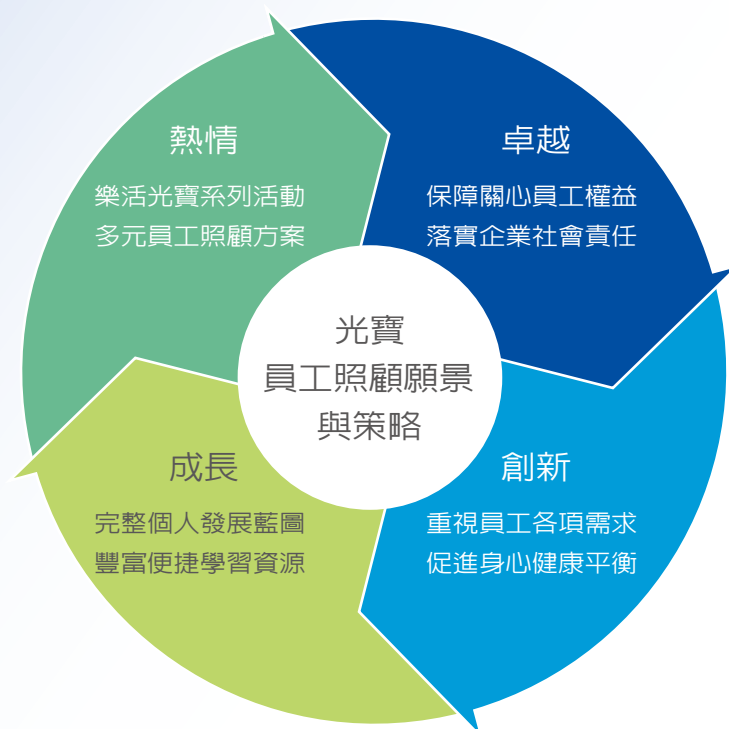 熱情
樂活光寶系列活動
多元員工照顧方案
卓越
保障關心員工權益
落實企業社會責任
光寶
員工照顧願景
與策略
成長
完整個人發展藍圖
豐富便捷學習資源
創新
重視員工各項需求
促進身心健康平衡